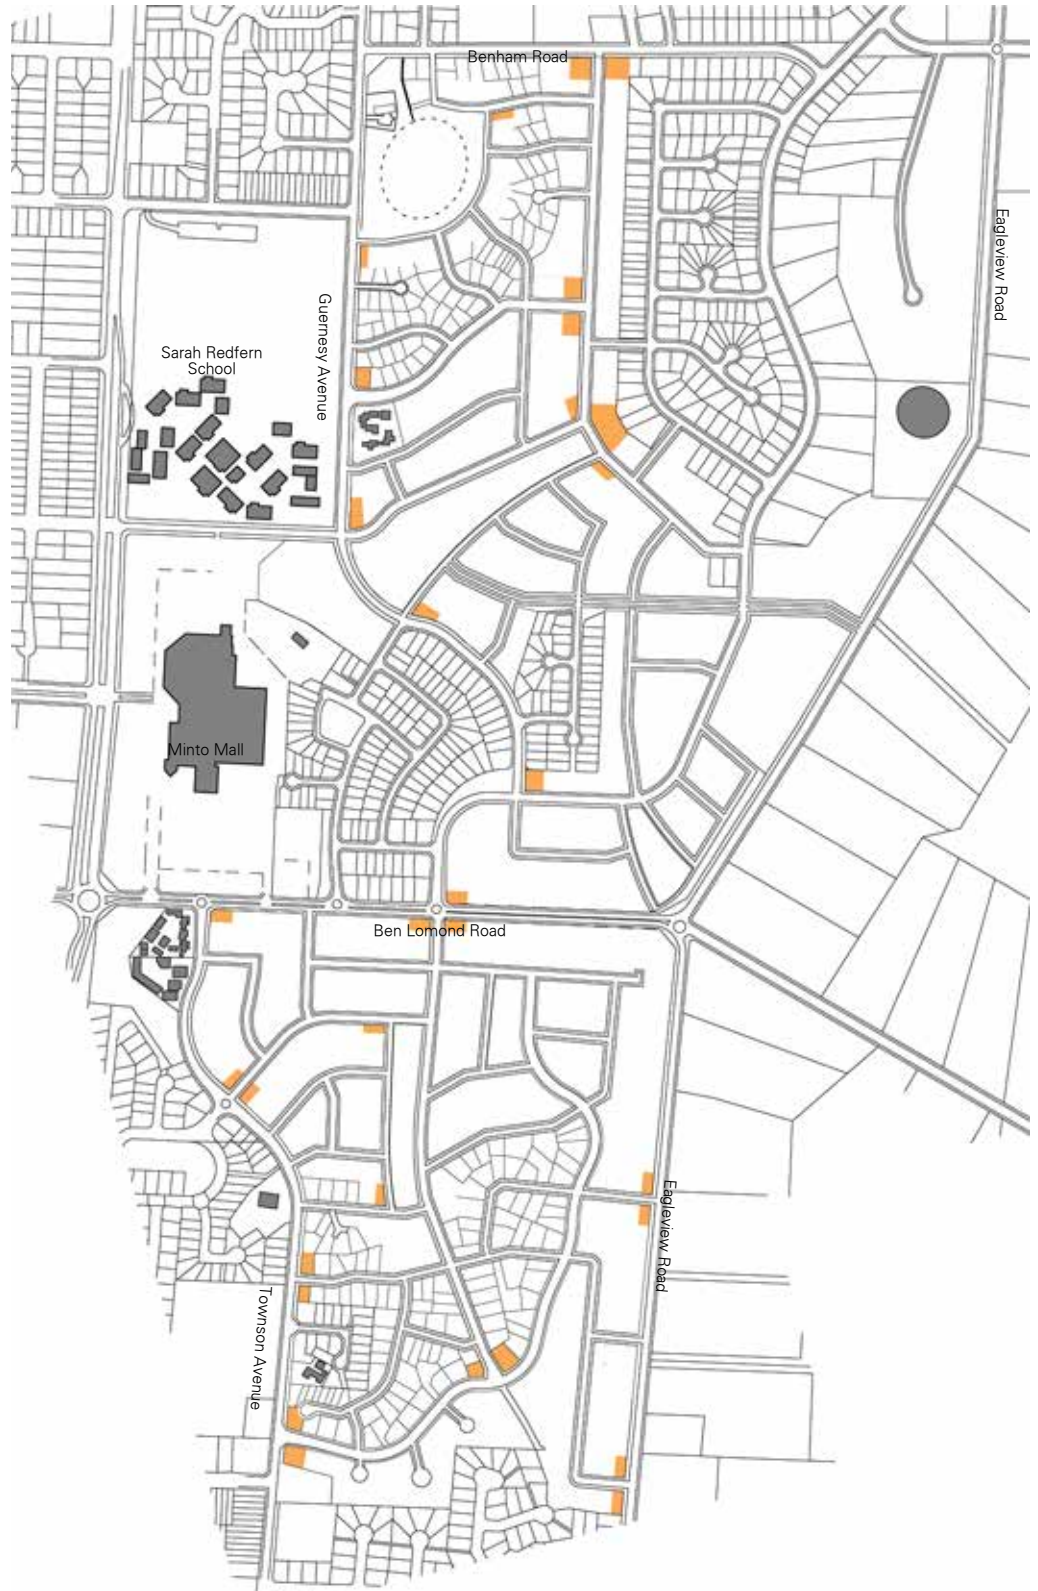 Benham Road
Eagleview Road
Guernesy Avenue
Sarah Redfern
School
Minto Mall
Ben Lomond Road
Eagleview Road
Townson Avenue